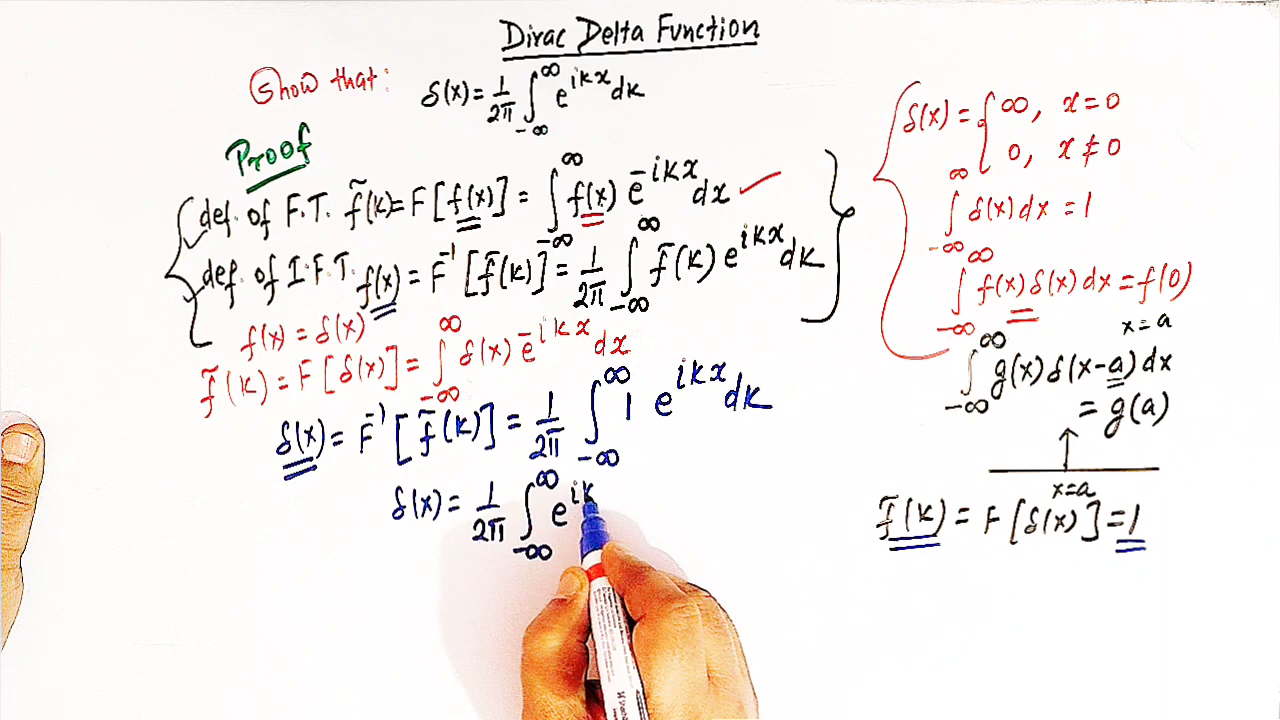 Dirac Delta Function
Show that: δ(x) = 1/2π ∫_{-∞}^{∞} e^{ikx} dk
Proof
def. of F.T. f̃(k) = F[f(x)] = ∫_{-∞}^{∞} f(x) e^{-ikx} dx ✓
def. of I.F.T. f(x) = F^{-1}[f̃(k)] = 1/2π ∫_{-∞}^{∞} f̃(k) e^{ikx} dk
f(x) = δ(x)
f̃(k) = F[δ(x)] = ∫_{-∞}^{∞} δ(x) e^{-ikx} dx
δ(x) = F^{-1}[f̃(k)] = 1/2π ∫_{-∞}^{∞} 1 e^{ikx} dk
δ(x) = 1/2π ∫_{-∞}^{∞} e^{ik
δ(x) = { ∞, x = 0
0, x ≠ 0
∫_{-∞}^{∞} δ(x) dx = 1
∫_{-∞}^{∞} f(x) δ(x) dx = f(0)
x = a
∫_{-∞}^{∞} g(x) δ(x-a) dx
= g(a)
x=a
f̃(k) = F[δ(x)] = 1